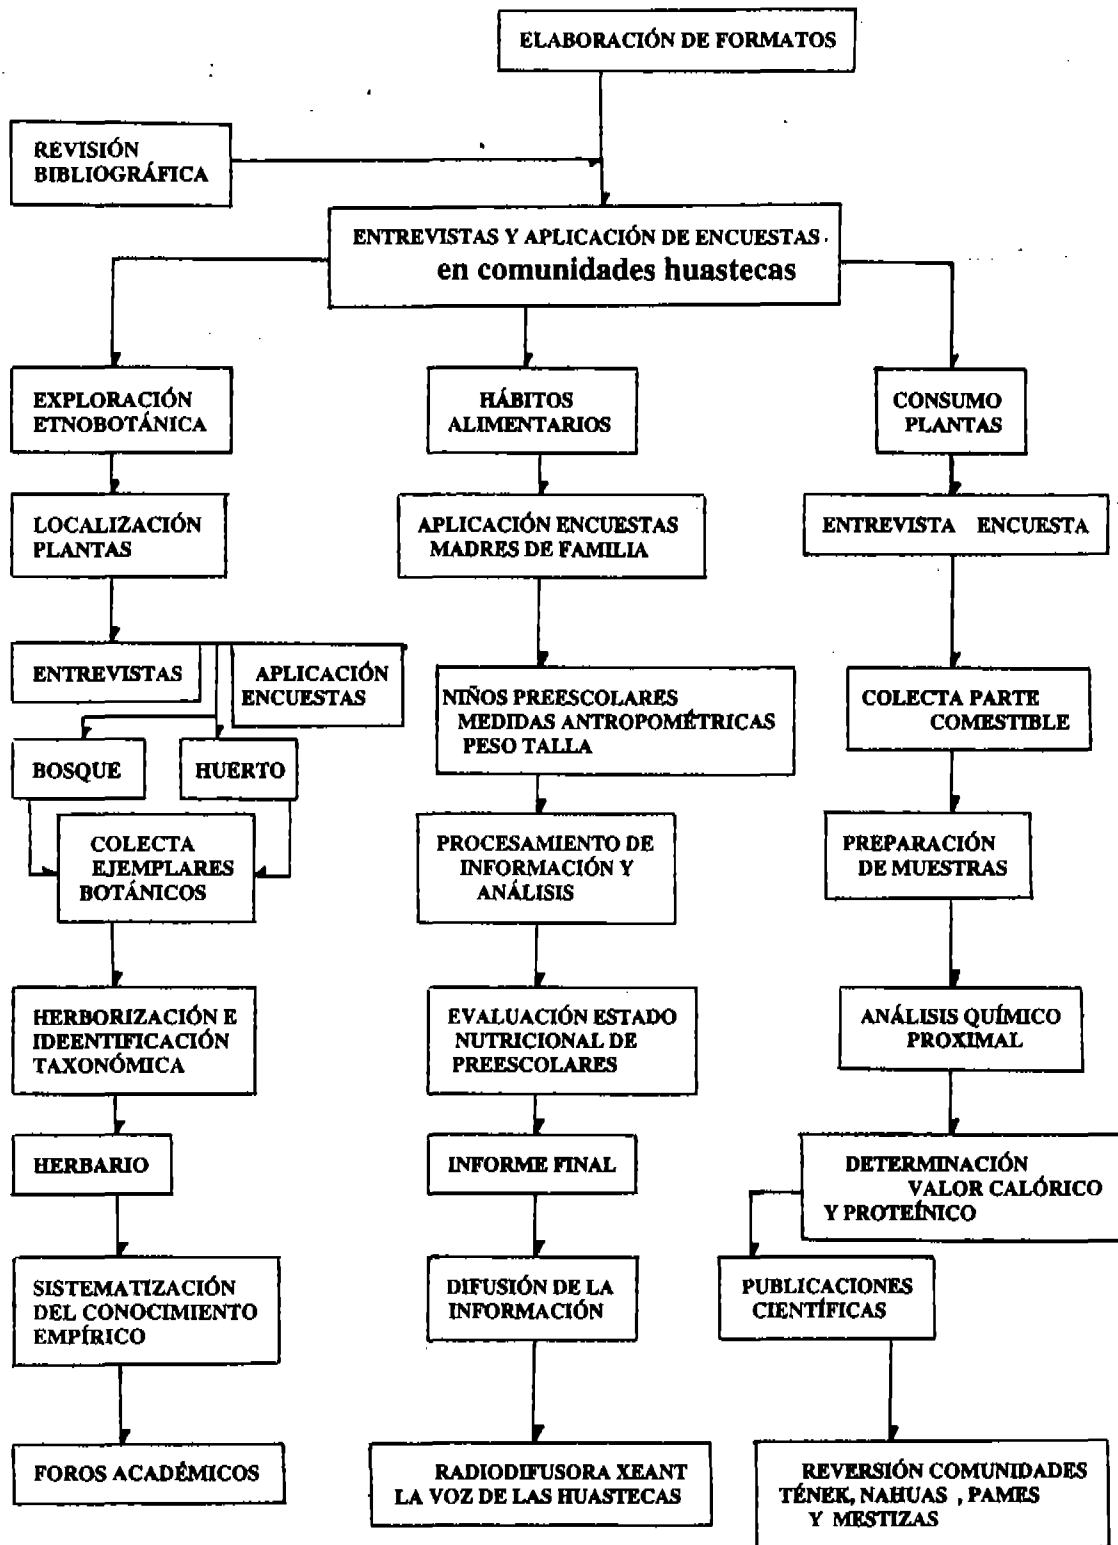 ELABORACIÓN DE FORMATOS
REVISIÓN
BIBLIOGRÁFICA
ENTREVISTAS Y APLICACIÓN DE ENCUESTAS
en comunidades huastecas
EXPLORACIÓN
ETNOBOTÁNICA
LOCALIZACIÓN
PLANTAS
ENTREVISTAS
APLICACIÓN
ENCUESTAS
BOSQUE
HUERTO
COLECTA
EJEMPLARES
BOTÁNICOS
HERBORIZACIÓN E
IDEENTIFICACIÓN
TAXONÓMICA
HERBARIO
SISTEMATIZACIÓN
DEL CONOCIMIENTO
EMPÍRICO
FOROS ACADÉMICOS
HÁBITOS
ALIMENTARIOS
APLICACIÓN ENCUESTAS
MADRES DE FAMILIA
NIÑOS PREESCOLARES
MEDIDAS ANTROPOMÉTRICAS
PESO TALLA
PROCESAMIENTO DE
INFORMACIÓN Y
ANÁLISIS
EVALUACIÓN ESTADO
NUTRICIONAL DE
PREESCOLARES
INFORME FINAL
DIFUSIÓN DE LA
INFORMACIÓN
RADIODIFUSORA XEANT
LA VOZ DE LAS HUASTECAS
CONSUMO
PLANTAS
ENTREVISTA ENCUESTA
COLECTA PARTE
COMESTIBLE
PREPARACIÓN
DE MUESTRAS
ANÁLISIS QUÍMICO
PROXIMAL
DETERMINACIÓN
VALOR CALÓRICO
Y PROTEÍNICO
PUBLICACIONES
CIENTÍFICAS
REVERSIÓN COMUNIDADES
TÉNEK, NAHUAS , PAMES
Y MESTIZAS